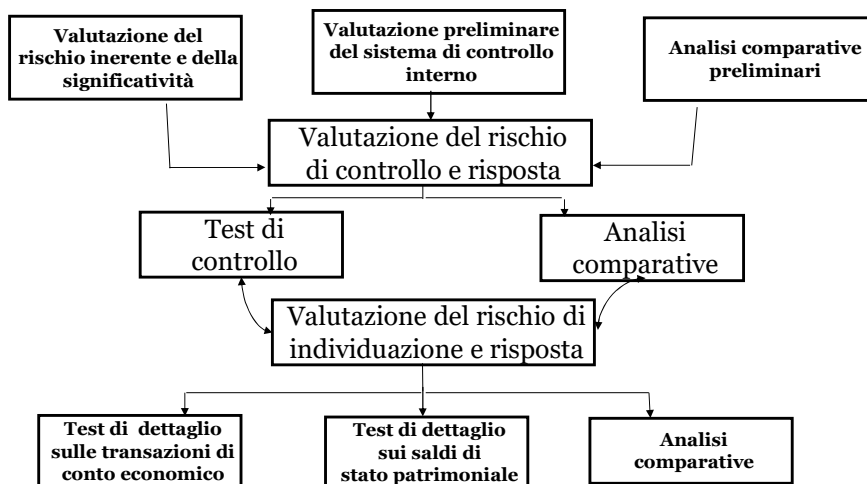 Valutazione del
rischio inerente e della
significatività
Valutazione preliminare
del sistema di controllo
interno
Analisi comparative
preliminari
Valutazione del rischio
di controllo e risposta
Test di
controllo
Analisi
comparative
Valutazione del rischio di
individuazione e risposta
Test di dettaglio
sulle transazioni di
conto economico
Test di dettaglio
sui saldi di
stato patrimoniale
Analisi
comparative